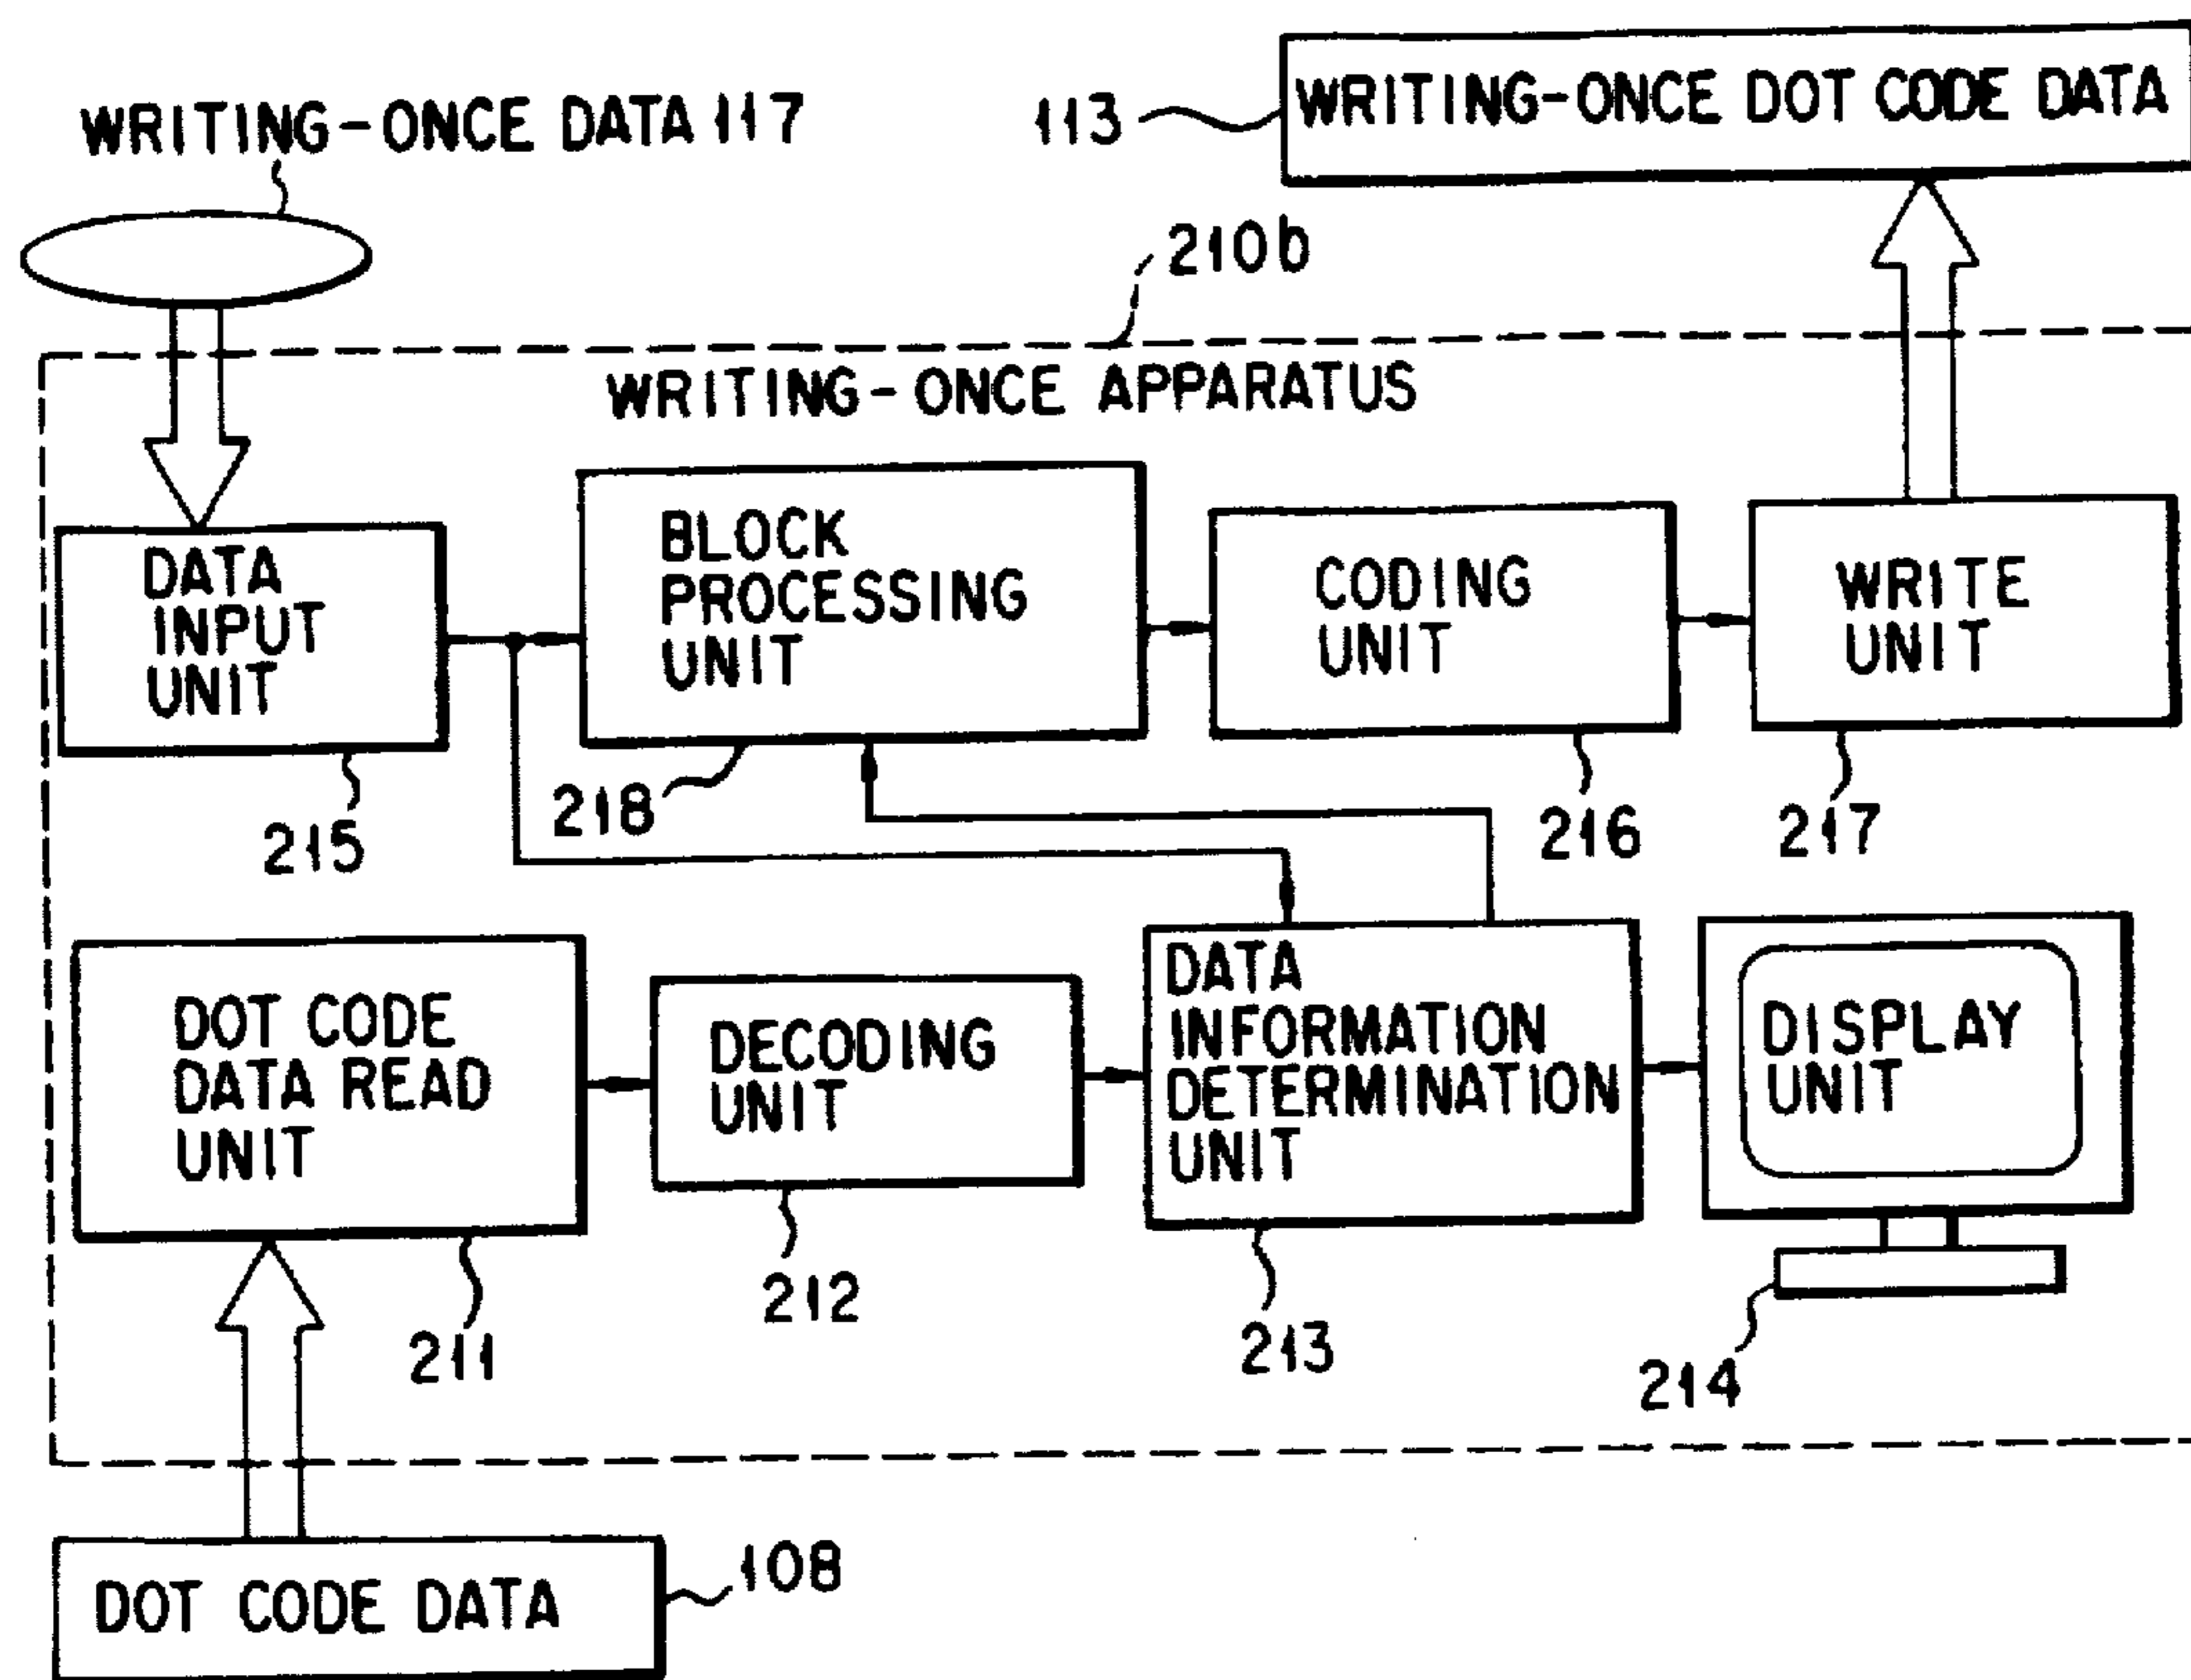 WRITING-ONCE DATA 117
113
WRITING-ONCE DOT CODE DATA
210b
WRITING-ONCE APPARATUS
DATA
INPUT
UNIT
BLOCK
PROCESSING
UNIT
CODING
UNIT
WRITE
UNIT
215
218
216
217
DOT CODE
DATA READ
UNIT
DECODING
UNIT
DATA
INFORMATION
DETERMINATION
UNIT
DISPLAY
UNIT
211
212
213
214
DOT CODE DATA
108